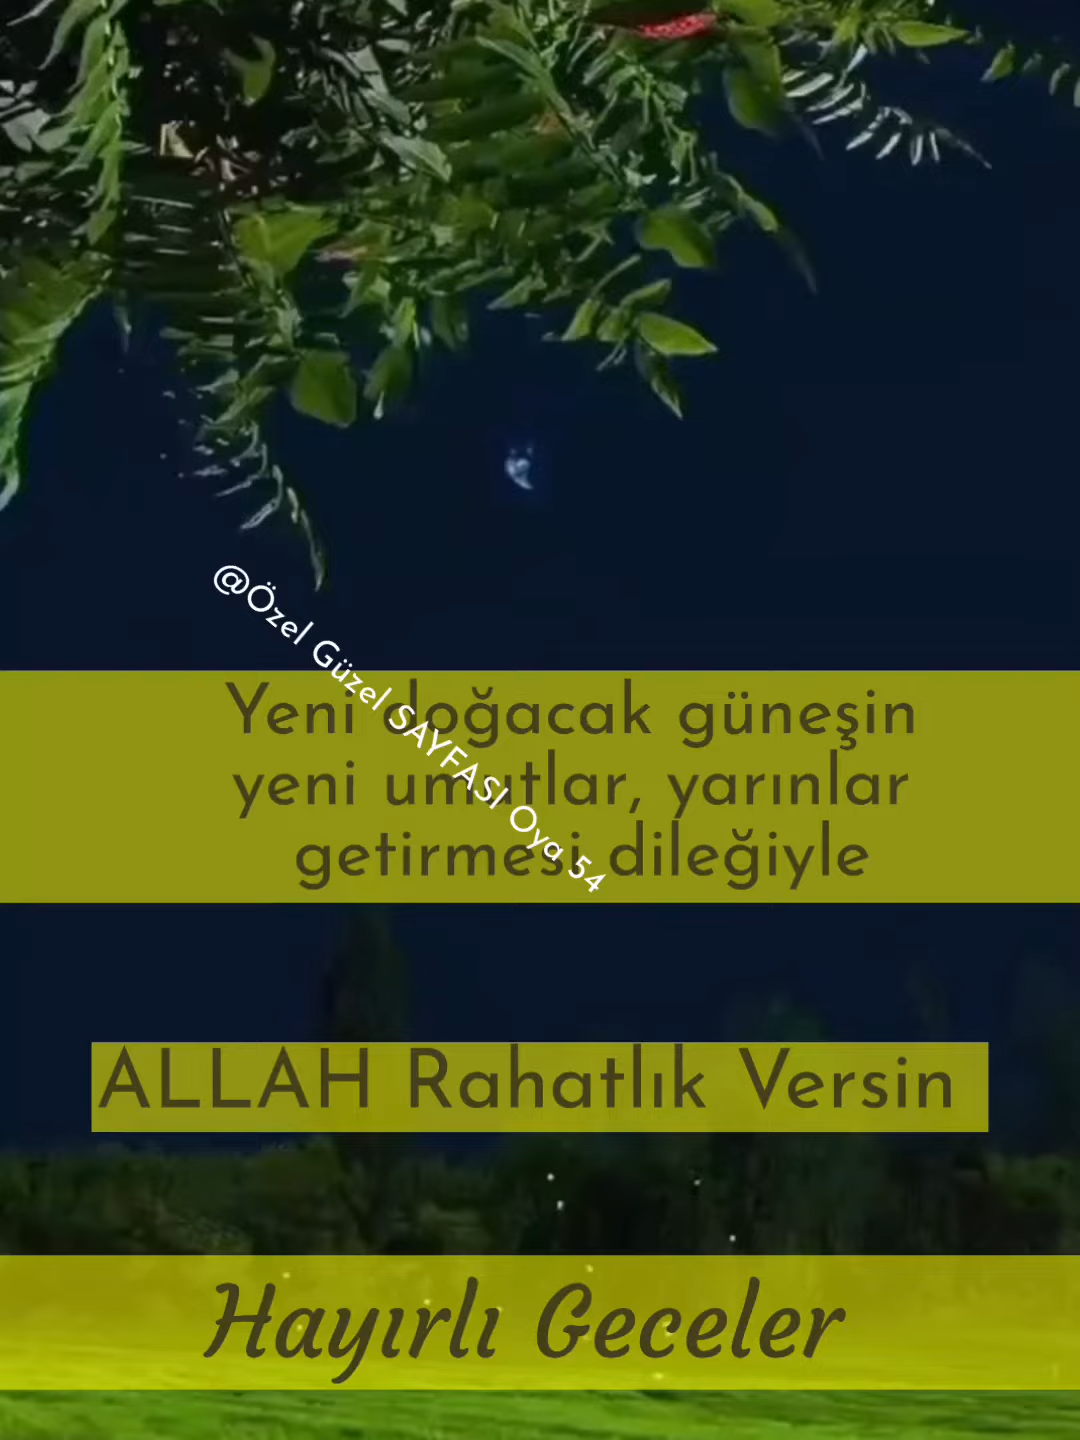 @Özel Güzel SAYFASI Oya 54
Yeni doğacak güneşin
yeni umutlar, yarınlar
getirmesi dileğiyle
ALLAH Rahatlık Versin
Hayırlı Geceler